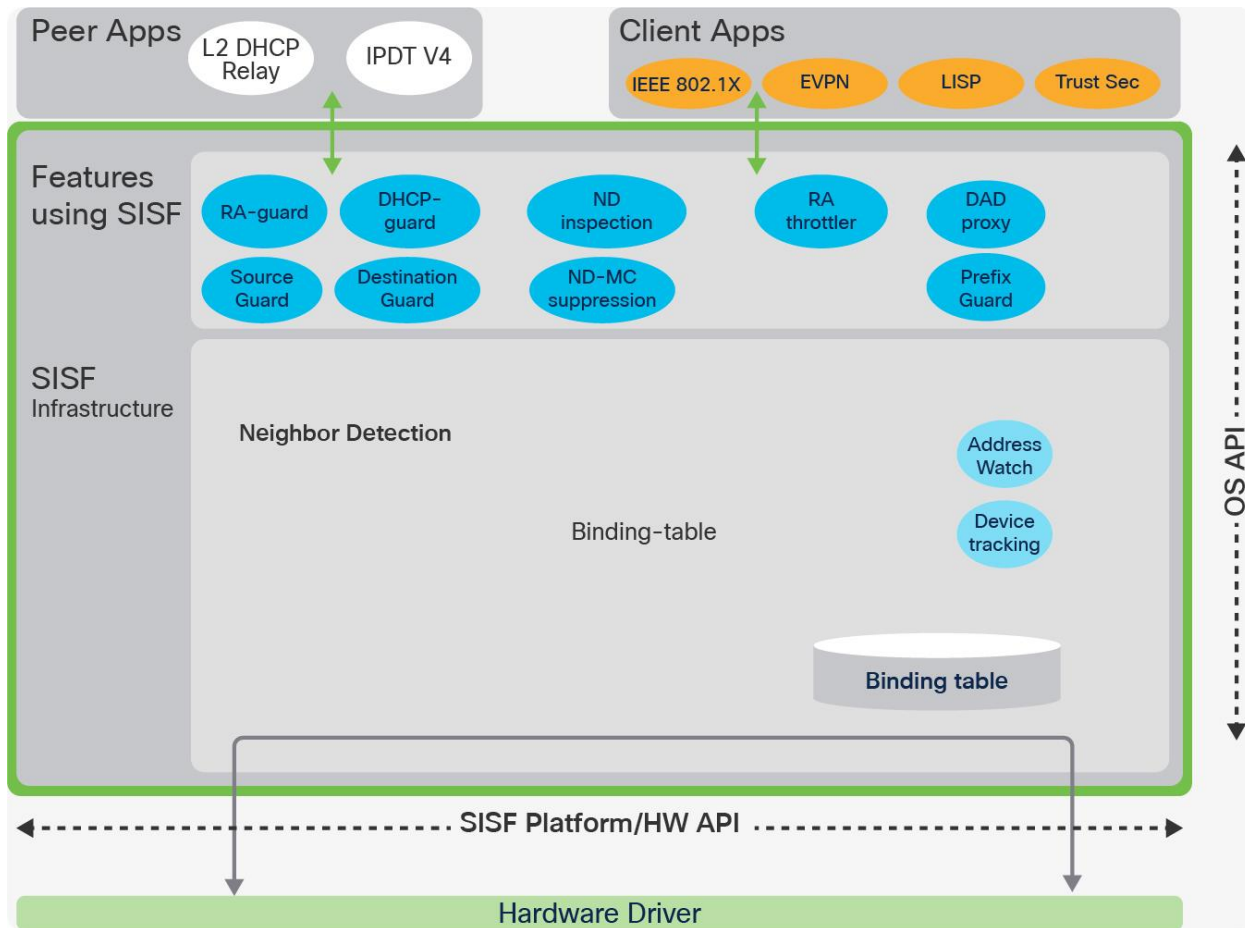 Peer Apps
L2 DHCP
Relay
IPDT V4
Client Apps
IEEE 802.1X
EVPN
LISP
Trust Sec
Features
using SISF
RA-guard
DHCP-
guard
ND
inspection
RA
throttler
DAD
proxy
Source
Guard
Destination
Guard
ND-MC
suppression
Prefix
Guard
SISF
Infrastructure
Neighbor Detection
Address
Watch
Binding-table
Device
tracking
Binding table
OS API
SISF Platform/HW API
Hardware Driver